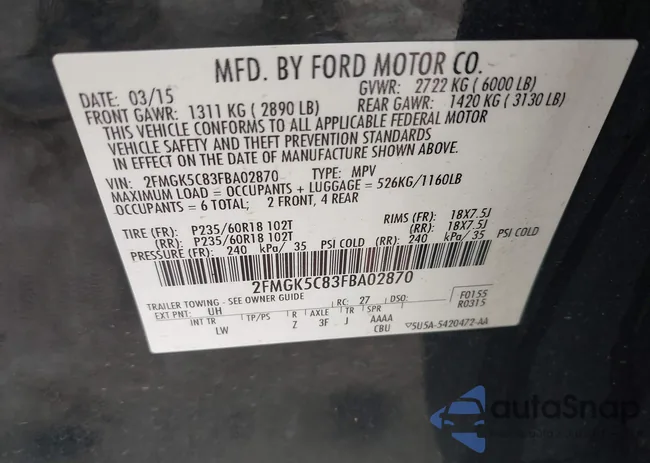 MFD. BY FORD MOTOR CO.
DATE: 03/15 GVWR: 2722 KG ( 6000 LB)
FRONT GAWR: 1311 KG ( 2890 LB) REAR GAWR: 1420 KG ( 3130 LB)
THIS VEHICLE CONFORMS TO ALL APPLICABLE FEDERAL MOTOR
VEHICLE SAFETY AND THEFT PREVENTION STANDARDS
IN EFFECT ON THE DATE OF MANUFACTURE SHOWN ABOVE.
VIN: 2FMGK5C83FBA02870 TYPE: MPV
MAXIMUM LOAD = OCCUPANTS + LUGGAGE = 526KG/1160LB
OCCUPANTS = 6 TOTAL; 2 FRONT, 4 REAR
TIRE (FR): P235/60R18 102T RIMS (FR): 18X7.5J
(RR): P235/60R18 102T (RR): 18X7.5J
PRESSURE (FR): 240 kPa/ 35 PSI COLD (RR): 240 kPa/ 35 PSI COLD
2FMGK5C83FBA02870
TRAILER TOWING - SEE OWNER GUIDE
EXT PNT: UH RC: 27 DSO:
INT TR TP/PS R AXLE TR SPR
LW Z 3F J AAAA
CBU
F0155
R0315
5U5A-5420472-AA
autoSnap